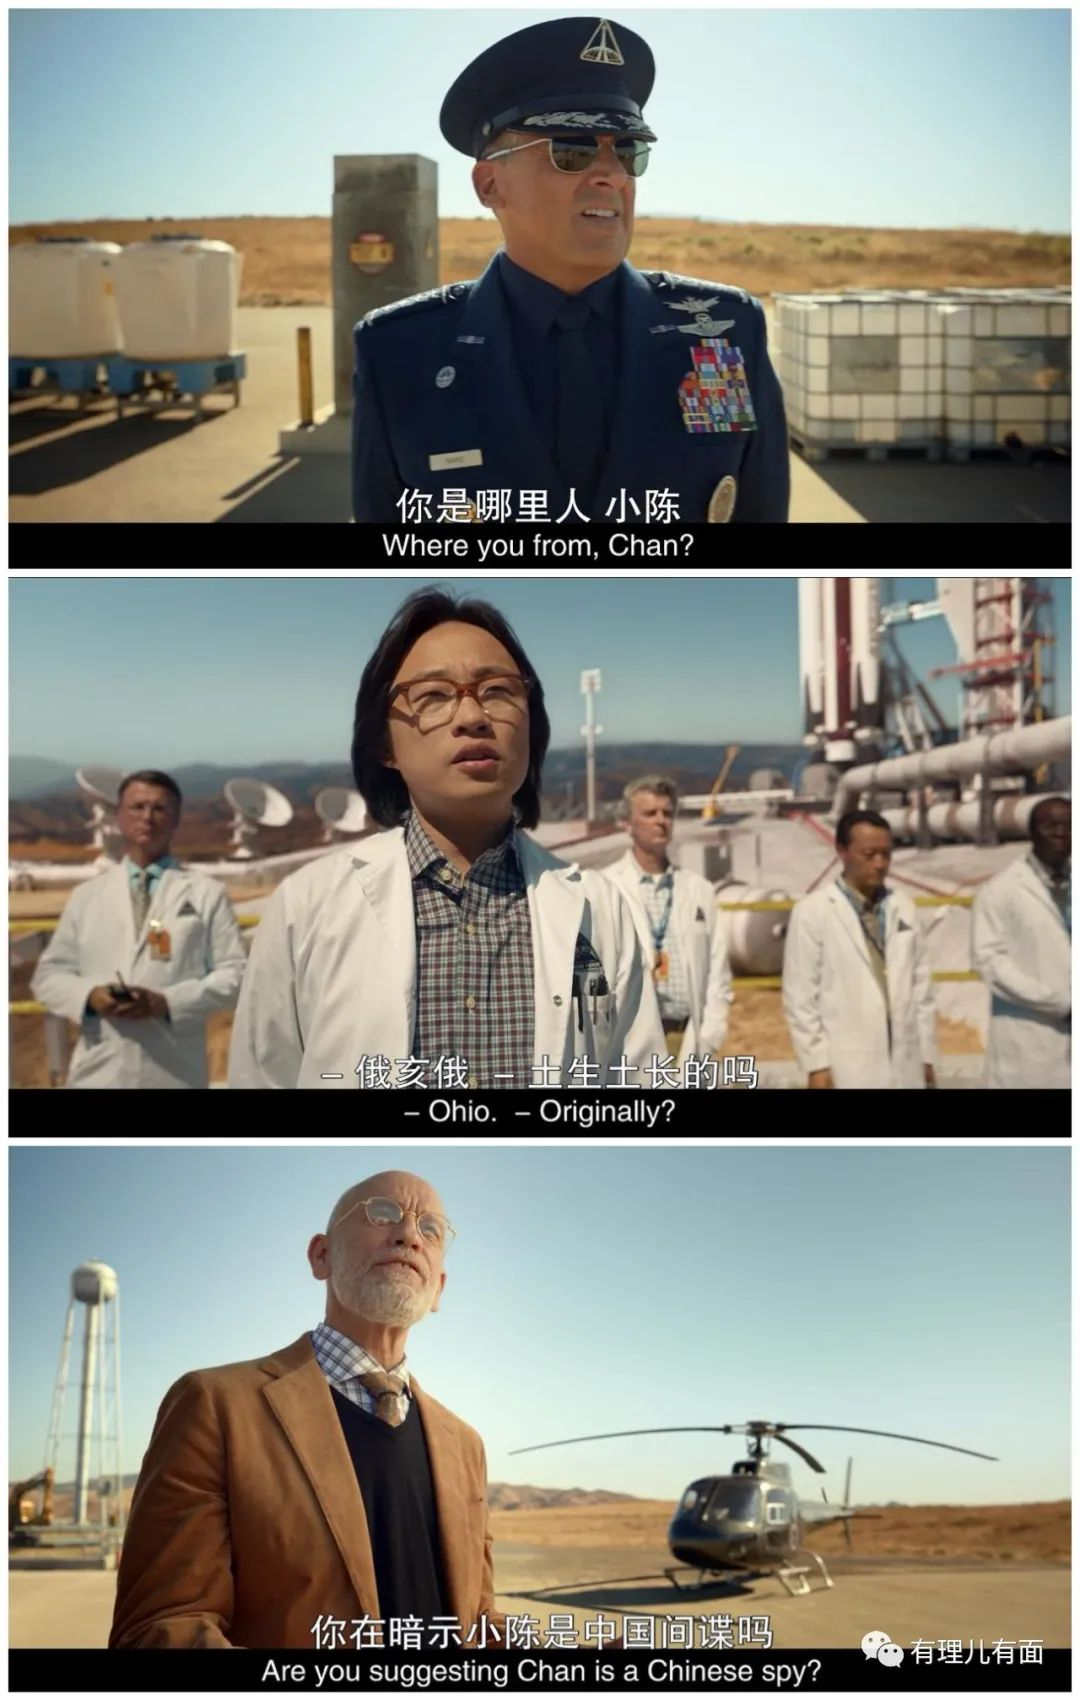 你是哪里人 小陈
Where you from, Chan?
– 俄亥俄 – 土生土长的吗
– Ohio. – Originally?
你在暗示小陈是中国间谍吗
Are you suggesting Chan is a Chinese spy?
有理儿有面